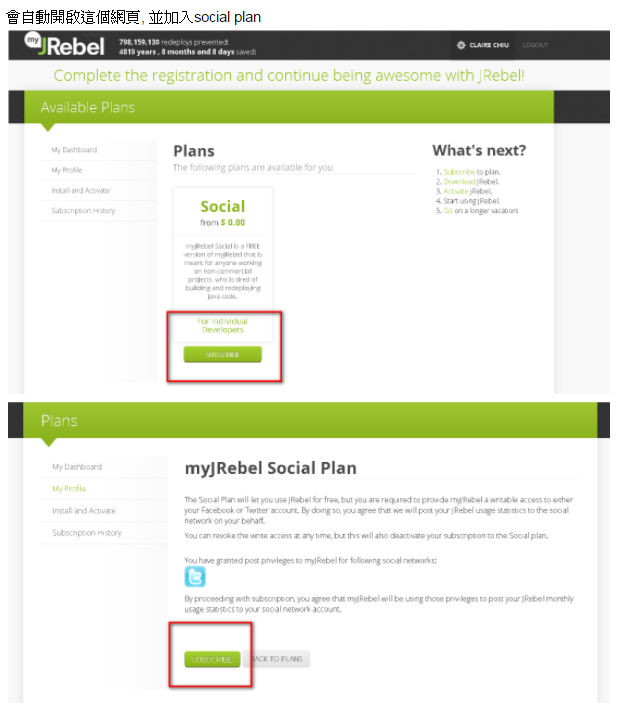 會自動開啟這個網頁, 並加入social plan
my JRebel
798,159,130 redeploys prevented!
4819 years , 8 months and 8 days saved!
CLAIRE CHIU
LOGOUT
Complete the registration and continue being awesome with JRebel!
Available Plans
My Dashboard
My Profile
Install and Activate
Subscription History
Plans
The following plans are available for you
Social
from $ 0.00
myJRebel Social is a FREE
version of myJRebel that is
meant for anyone working
on non-commercial
projects, who is tired of
building and redeploying
Java code.
For Individual
Developers
SUBSCRIBE
What's next?
1. Subscribe to plan.
2. Download JRebel.
3. Activate JRebel.
4. Start using JRebel.
5. Go on a longer vacation!
Plans
My Dashboard
My Profile
Install and Activate
Subscription History
myJRebel Social Plan
The Social Plan will let you use JRebel for free, but you are required to provide myJRebel a writable access to either
your Facebook or Twitter account. By doing so, you agree that we will post your JRebel usage statistics to the social
network on your behalf.
You can revoke the write access at any time, but this will also deactivate your subscription to the Social plan.
You have granted post privileges to myJRebel for following social networks:
By proceeding with subscription, you agree that myJRebel will be using those privileges to post your JRebel monthly
usage statistics to your social network account.
SUBSCRIBE
BACK TO PLANS